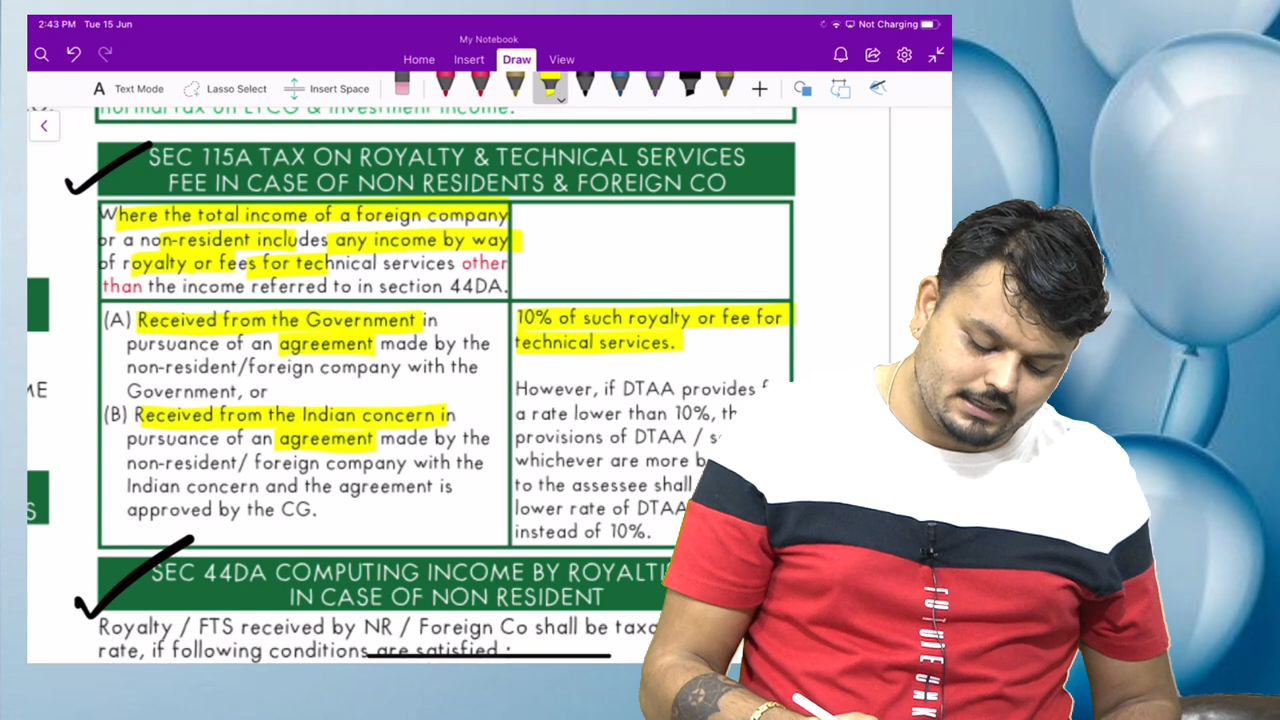 2:43 PM Tue 15 Jun
Not Charging
My Notebook
Home Insert Draw View
A Text Mode Lasso Select Insert Space
normal tax on LTCG & investment income.
SEC 115A TAX ON ROYALTY & TECHNICAL SERVICES
FEE IN CASE OF NON RESIDENTS & FOREIGN CO
Where the total income of a foreign company
or a non-resident includes any income by way
of royalty or fees for technical services other
than the income referred to in section 44DA.
(A) Received from the Government in
pursuance of an agreement made by the
non-resident/foreign company with the
Government, or
(B) Received from the Indian concern in
pursuance of an agreement made by the
non-resident/ foreign company with the
Indian concern and the agreement is
approved by the CG.
10% of such royalty or fee for
technical services.
However, if DTAA provides
a rate lower than 10%,
provisions of DTAA /
whichever are more
to the assessee shall
lower rate of DTAA
instead of 10%.
ME
S
SEC 44DA COMPUTING INCOME BY
IN CASE OF NON RESIDENT
Royalty / FTS received by NR / Foreign Co shall be
rate, if following conditions are satisfied :